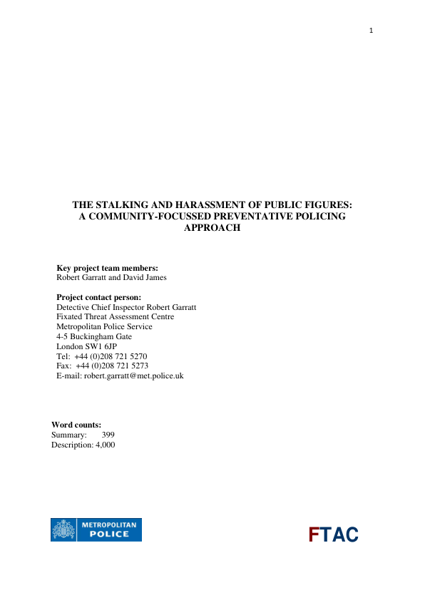 1
THE STALKING AND HARASSMENT OF PUBLIC FIGURES:
A COMMUNITY-FOCUSSED PREVENTATIVE POLICING
APPROACH
Key project team members:
Robert Garratt and David James
Project contact person:
Detective Chief Inspector Robert Garratt
Fixated Threat Assessment Centre
Metropolitan Police Service
4-5 Buckingham Gate
London SW1 6JP
Tel: +44 (0)208 721 5270
Fax: +44 (0)208 721 5273
E-mail: robert.garratt@met.police.uk
Word counts:
Summary: 399
Description: 4,000
METROPOLITAN
POLICE
FTAC